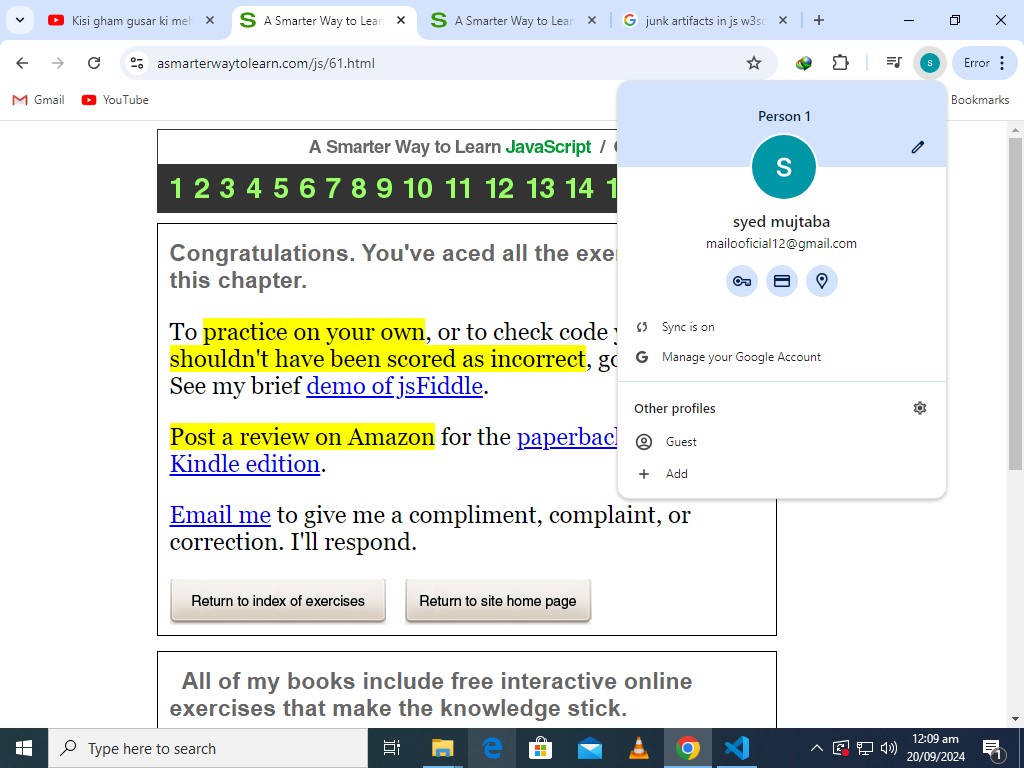 Kisi gham gusar ki meh
A Smarter Way to Lear
A Smarter Way to Lear
junk artifacts in js w3sc
asmarterwaytolearn.com/js/61.html
S
Error
Gmail
YouTube
Bookmarks
A Smarter Way to Learn JavaScript /
1 2 3 4 5 6 7 8 9 10 11 12 13 14 1
Person 1
S
syed mujtaba
mailooficial12@gmail.com
Sync is on
Manage your Google Account
Other profiles
Guest
Add
Congratulations. You've aced all the exer
this chapter.
To practice on your own, or to check code y
shouldn't have been scored as incorrect, go
See my brief demo of jsFiddle.
Post a review on Amazon for the paperback
Kindle edition.
Email me to give me a compliment, complaint, or
correction. I'll respond.
Return to index of exercises
Return to site home page
All of my books include free interactive online
exercises that make the knowledge stick.
Type here to search
12:09 am
20/09/2024
1